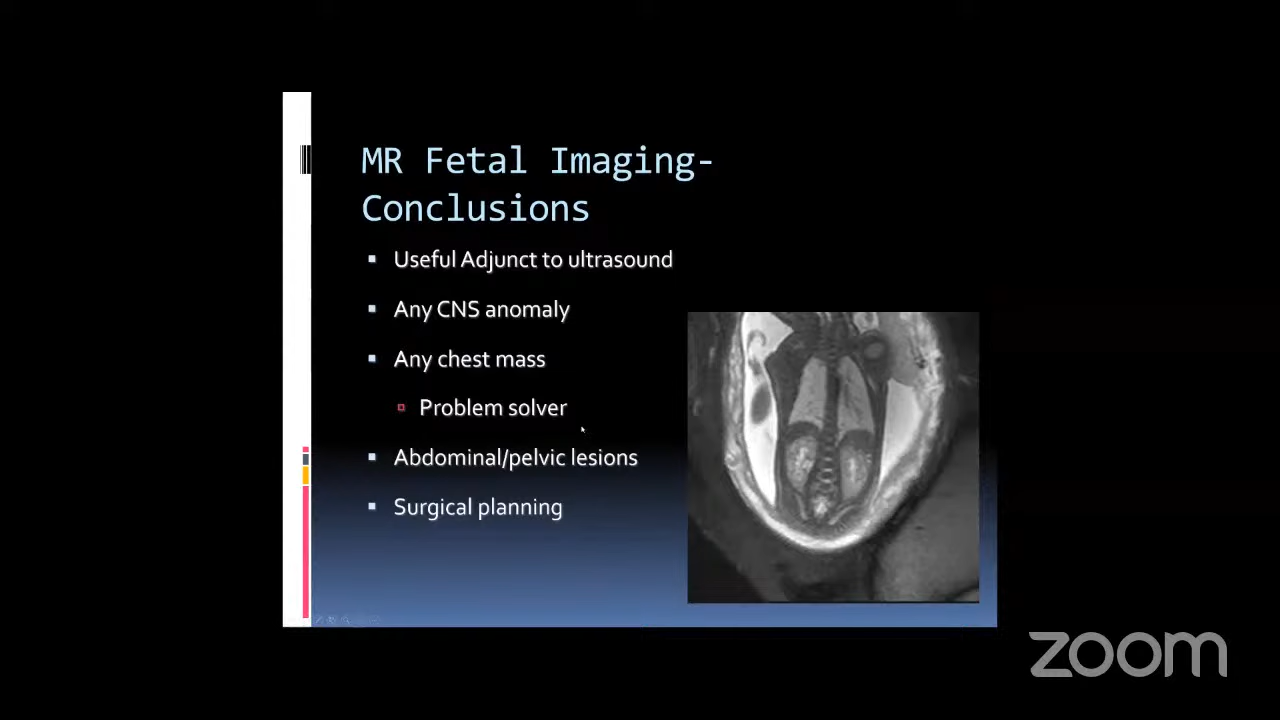 MR Fetal Imaging-
Conclusions
Useful Adjunct to ultrasound
Any CNS anomaly
Any chest mass
Problem solver
Abdominal/pelvic lesions
Surgical planning
zoom